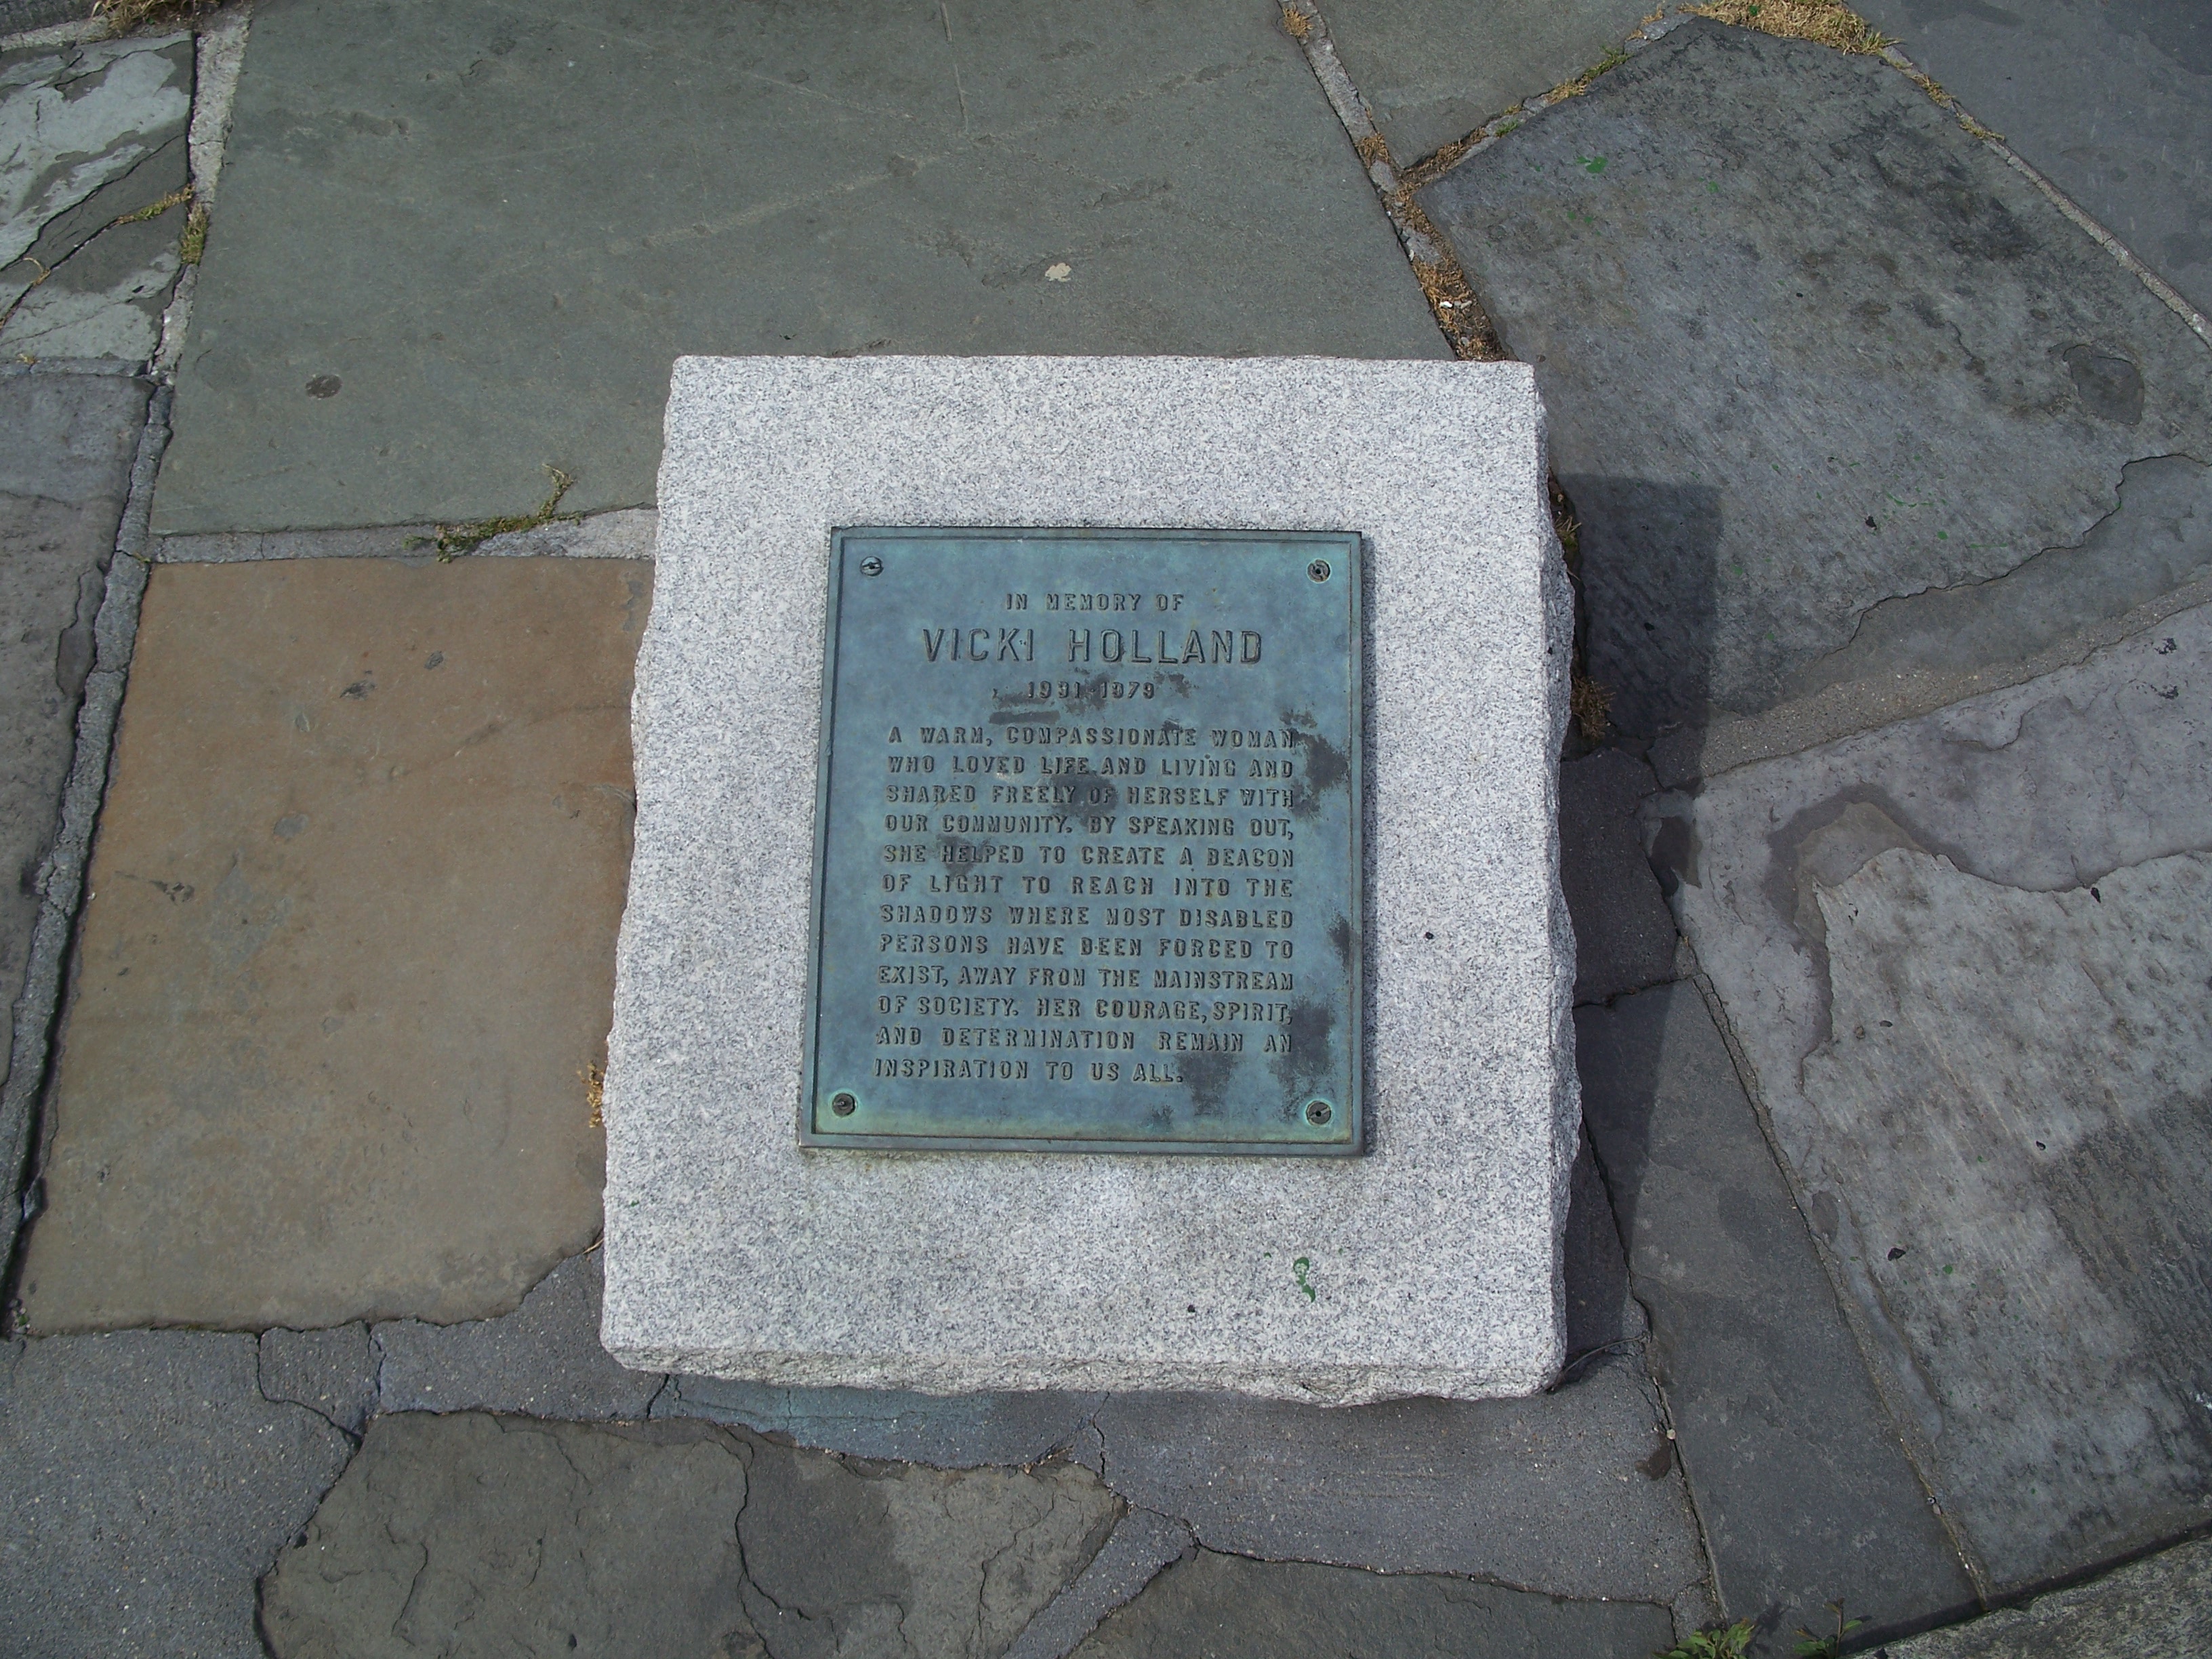 IN MEMORY OF
VICKI HOLLAND
1931-1979
A WARM, COMPASSIONATE WOMAN
WHO LOVED LIFE AND LIVING AND
SHARED FREELY OF HERSELF WITH
OUR COMMUNITY. BY SPEAKING OUT,
SHE HELPED TO CREATE A BEACON
OF LIGHT TO REACH INTO THE
SHADOWS WHERE MOST DISABLED
PERSONS HAVE BEEN FORCED TO
EXIST, AWAY FROM THE MAINSTREAM
OF SOCIETY. HER COURAGE, SPIRIT,
AND DETERMINATION REMAIN AN
INSPIRATION TO US ALL.